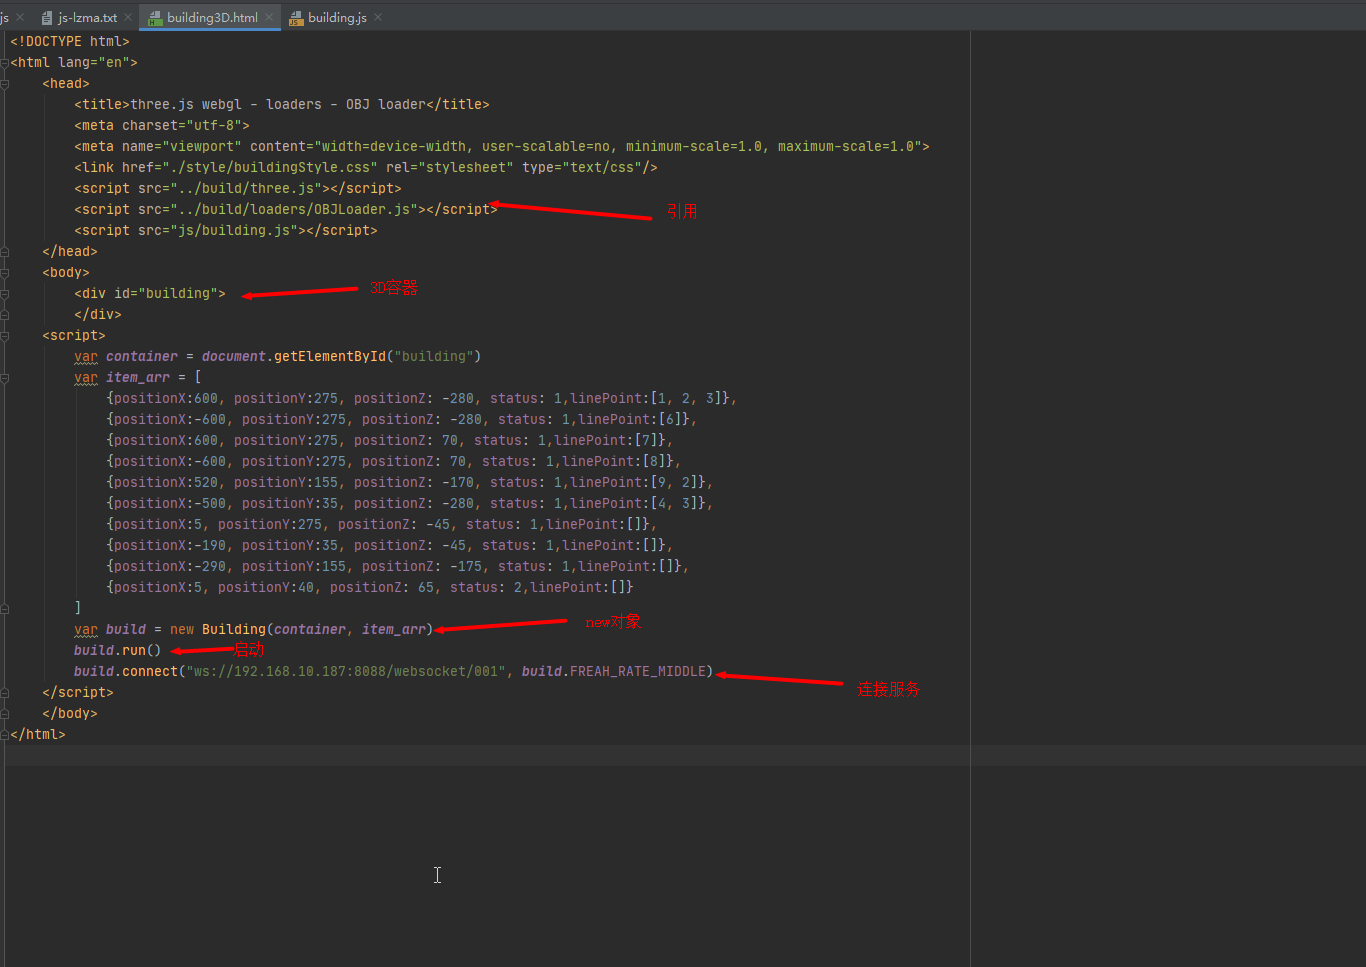 js js-lzma.txt building3D.html building.js
<!DOCTYPE html>
<html lang="en">
<head>
<title>three.js webgl - loaders - OBJ loader</title>
<meta charset="utf-8">
<meta name="viewport" content="width=device-width, user-scalable=no, minimum-scale=1.0, maximum-scale=1.0">
<link href="./style/buildingStyle.css" rel="stylesheet" type="text/css"/>
<script src="../build/three.js"></script>
<script src="../build/loaders/OBJLoader.js"></script> 引用
<script src="js/building.js"></script>
</head>
<body>
<div id="building"> 3D容器
</div>
<script>
var container = document.getElementById("building")
var item_arr = [
{positionX:600, positionY:275, positionZ: -280, status: 1,linePoint:[1, 2, 3]},
{positionX:-600, positionY:275, positionZ: -280, status: 1,linePoint:[6]},
{positionX:600, positionY:275, positionZ: 70, status: 1,linePoint:[7]},
{positionX:-600, positionY:275, positionZ: 70, status: 1,linePoint:[8]},
{positionX:520, positionY:155, positionZ: -170, status: 1,linePoint:[9, 2]},
{positionX:-500, positionY:35, positionZ: -280, status: 1,linePoint:[4, 3]},
{positionX:5, positionY:275, positionZ: -45, status: 1,linePoint:[]},
{positionX:-190, positionY:35, positionZ: -45, status: 1,linePoint:[]},
{positionX:-290, positionY:155, positionZ: -175, status: 1,linePoint:[]},
{positionX:5, positionY:40, positionZ: 65, status: 2,linePoint:[]}
]
var build = new Building(container, item_arr) new对象
build.run() 启动
build.connect("ws://192.168.10.187:8088/websocket/001", build.FREAH_RATE_MIDDLE) 连接服务
</script>
</body>
</html>